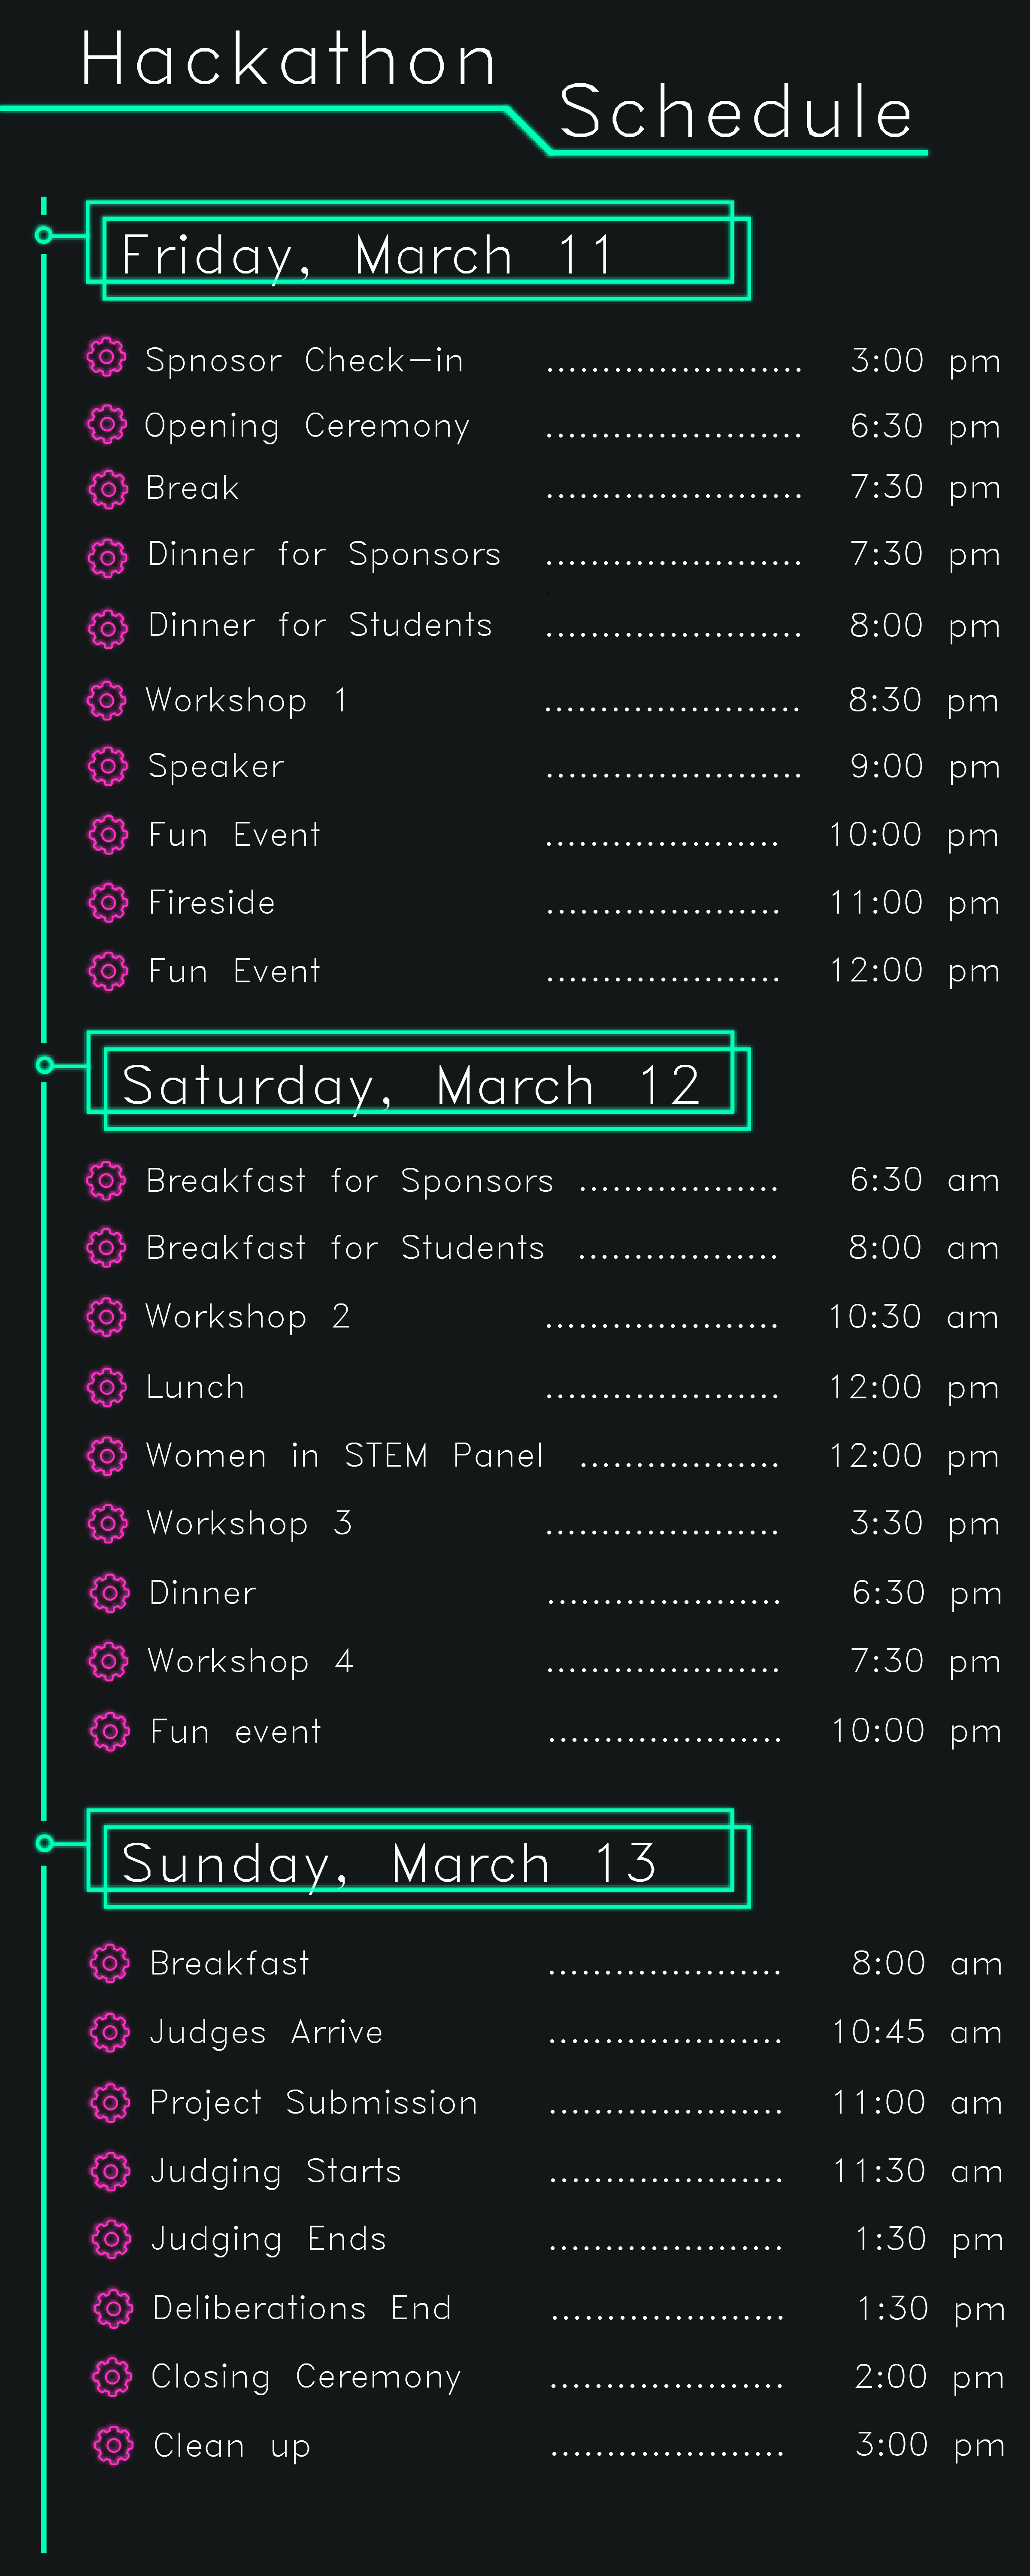 Hackathon
Schedule
Friday, March 11
Spnosor Check-in ....................... 3:00 pm
Opening Ceremony ....................... 6:30 pm
Break ....................... 7:30 pm
Dinner for Sponsors ....................... 7:30 pm
Dinner for Students ....................... 8:00 pm
Workshop 1 ....................... 8:30 pm
Speaker ....................... 9:00 pm
Fun Event ..................... 10:00 pm
Fireside ..................... 11:00 pm
Fun Event ..................... 12:00 pm
Saturday, March 12
Breakfast for Sponsors .................. 6:30 am
Breakfast for Students .................. 8:00 am
Workshop 2 ..................... 10:30 am
Lunch ..................... 12:00 pm
Women in STEM Panel .................. 12:00 pm
Workshop 3 ..................... 3:30 pm
Dinner ..................... 6:30 pm
Workshop 4 ..................... 7:30 pm
Fun event ..................... 10:00 pm
Sunday, March 13
Breakfast ..................... 8:00 am
Judges Arrive ..................... 10:45 am
Project Submission ..................... 11:00 am
Judging Starts ..................... 11:30 am
Judging Ends ..................... 1:30 pm
Deliberations End ..................... 1:30 pm
Closing Ceremony ..................... 2:00 pm
Clean up ..................... 3:00 pm